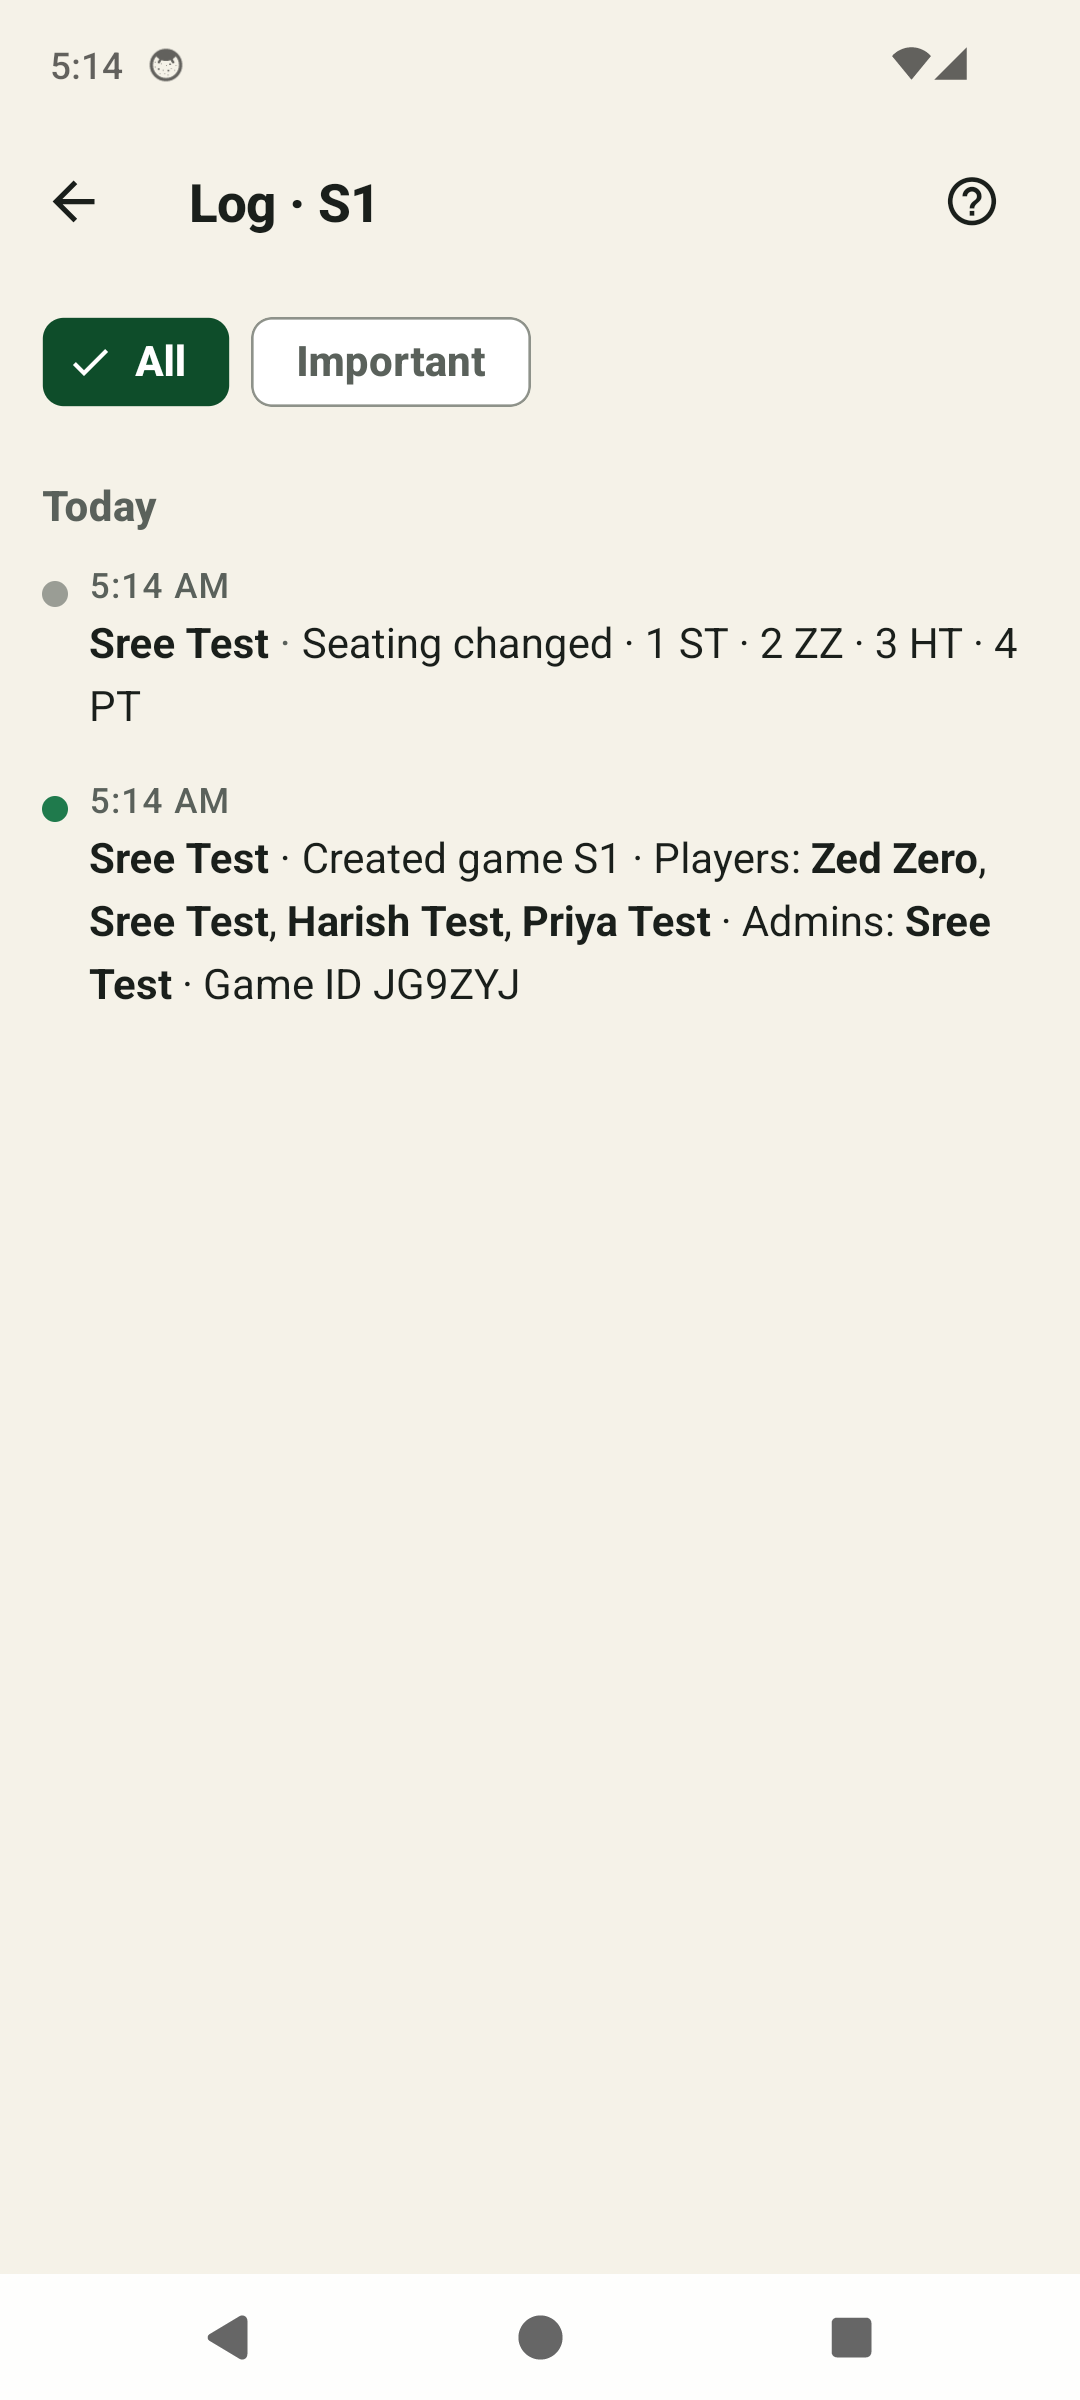 5:14
Log · S1
All
Important
Today
5:14 AM
Sree Test · Seating changed · 1 ST · 2 ZZ · 3 HT · 4
PT
5:14 AM
Sree Test · Created game S1 · Players: Zed Zero,
Sree Test, Harish Test, Priya Test · Admins: Sree
Test · Game ID JG9ZYJ